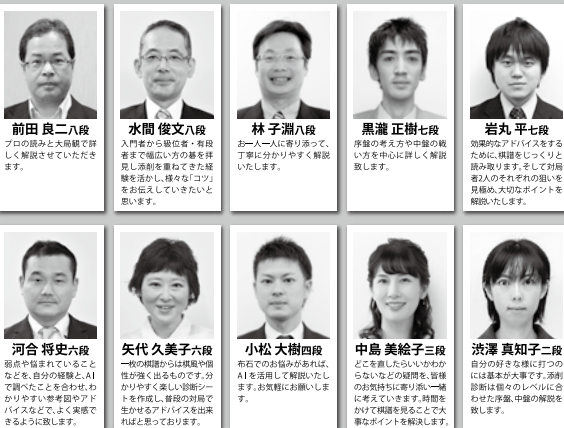 前田 良二八段
プロの読みと大局観で詳
しく解説させていただき
ます。
水間 俊文八段
入門者から級位者・有段
者まで幅広い方の碁を拝
見し添削を重ねてきた経
験を活かし、様々な「コツ」
をお伝えしていきたいと
思います。
林 子淵八段
お一人一人に寄り添って、
丁寧に分かりやすく解説
いたします。
黒瀧 正樹七段
序盤の考え方や中盤の戦
い方を中心に詳しく解説
致します。
岩丸 平七段
効果的なアドバイスをする
ために、棋譜をじっくりと
読み取ります。そして対局
者2人のそれぞれの狙いを
見極め、大切なポイントを
解説いたします。
河合 将史六段
弱点や悩まれていること
などを、自分の経験と、AI
で調べたことを合わせ、わ
かりやすい参考図やアド
バイスなどで、よく実感で
きるように致します。
矢代 久美子六段
一枚の棋譜からは棋風や個
性が強く出るものです。分
かりやすく楽しい診断シー
トを作成し、普段の対局で
生かせるアドバイスを出来
ればと思っております。
小松 大樹四段
布石でのお悩みがあれば、
AIを活用して解説いたし
ます。お気軽にお願いしま
す。
中島 美絵子三段
どこを直したらいいかわか
らないなどの疑問を、皆様
のお気持ちに寄り添い一緒
に考えていきます。時間を
かけて棋譜を見ることで大
事なポイントを解決します。
渋澤 真知子二段
自分の好きな様に打つの
には基本が大事です。添削
診断は個々のレベルに合
わせた序盤、中盤の解説を
致します。